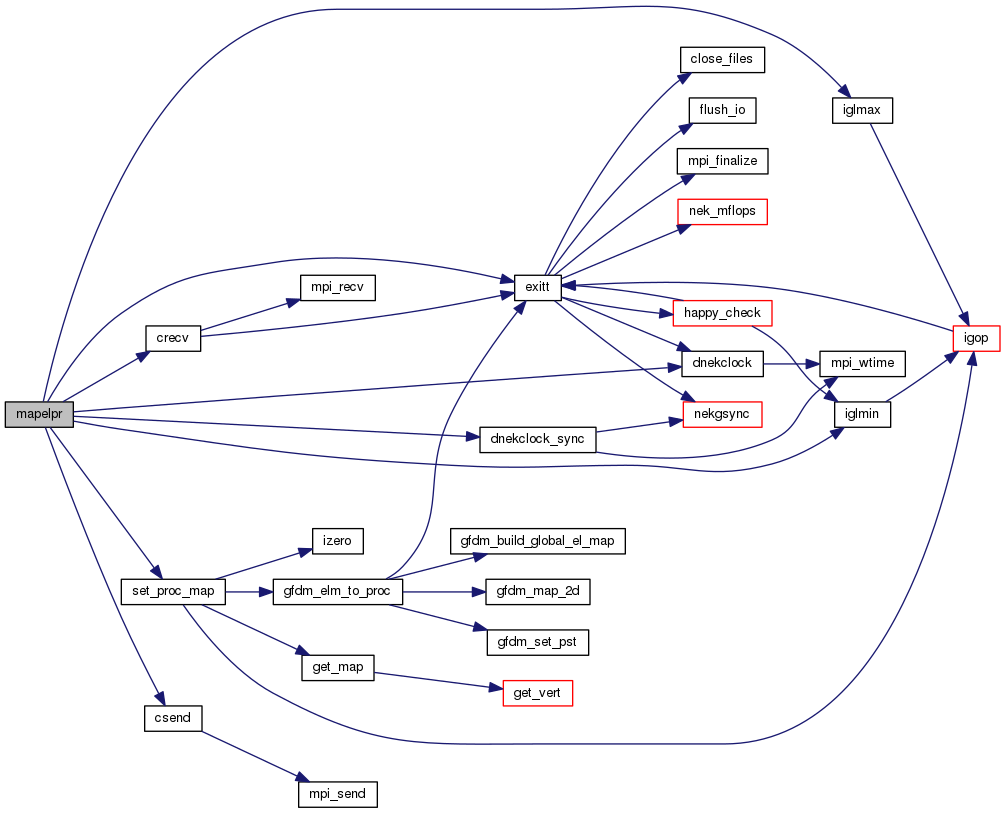 close_files
flush_io
iglmax
mpi_finalize
nek_mflops
mpi_recv
exitt
happy_check
crecv
igop
dnekclock
mpi_wtime
mapelpr
nekgsync
iglmin
dnekclock_sync
izero
gfdm_build_global_el_map
set_proc_map
gfdm_elm_to_proc
gfdm_map_2d
gfdm_set_pst
get_map
get_vert
csend
mpi_send